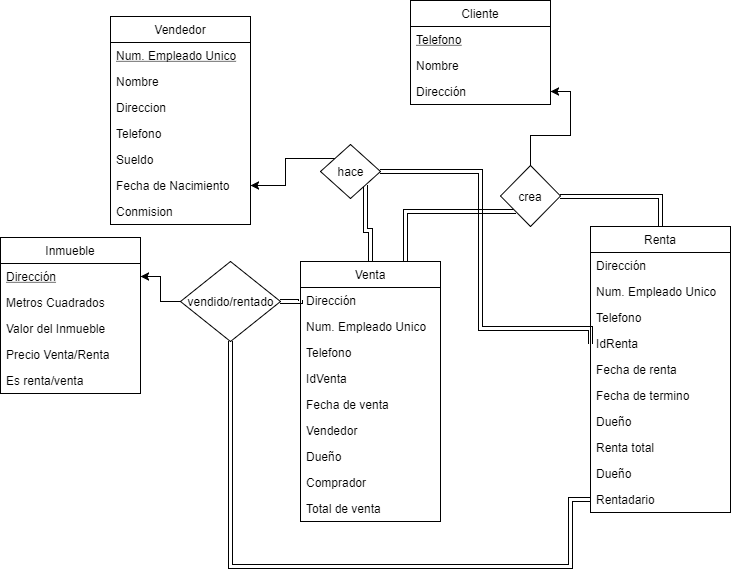 Cliente
Telefono
Nombre
Dirección
Vendedor
Num. Empleado Unico
Nombre
Direccion
Telefono
Sueldo
Fecha de Nacimiento
Conmision
hace
crea
Inmueble
Dirección
Metros Cuadrados
Valor del Inmueble
Precio Venta/Renta
Es renta/venta
vendido/rentado
Venta
Dirección
Num. Empleado Unico
Telefono
IdVenta
Fecha de venta
Vendedor
Dueño
Comprador
Total de venta
Renta
Dirección
Num. Empleado Unico
Telefono
IdRenta
Fecha de renta
Fecha de termino
Dueño
Renta total
Dueño
Rentadario